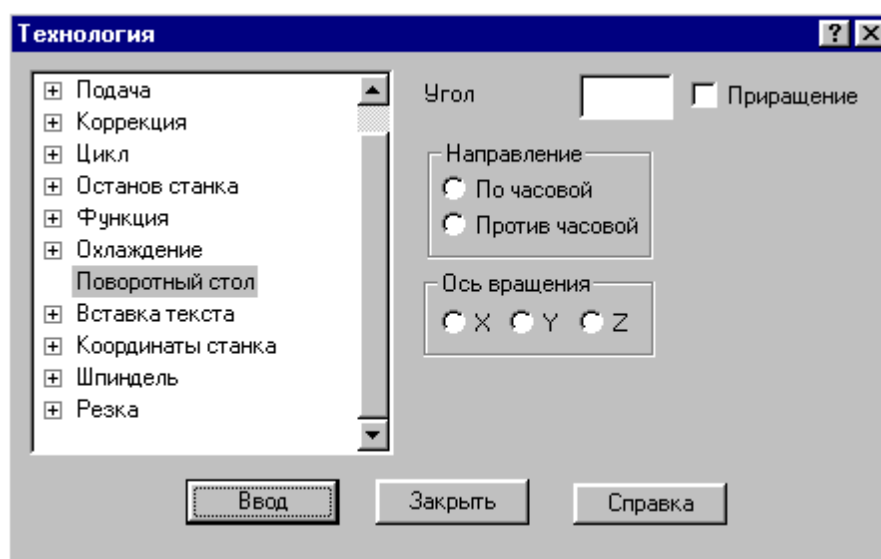 Технология
Подача
Коррекция
Цикл
Останов станка
Функция
Охлаждение
Поворотный стол
Вставка текста
Координаты станка
Шпиндель
Резка
Угол
Приращение
Направление
По часовой
Против часовой
Ось вращения
X Y Z
Ввод Закрыть Справка